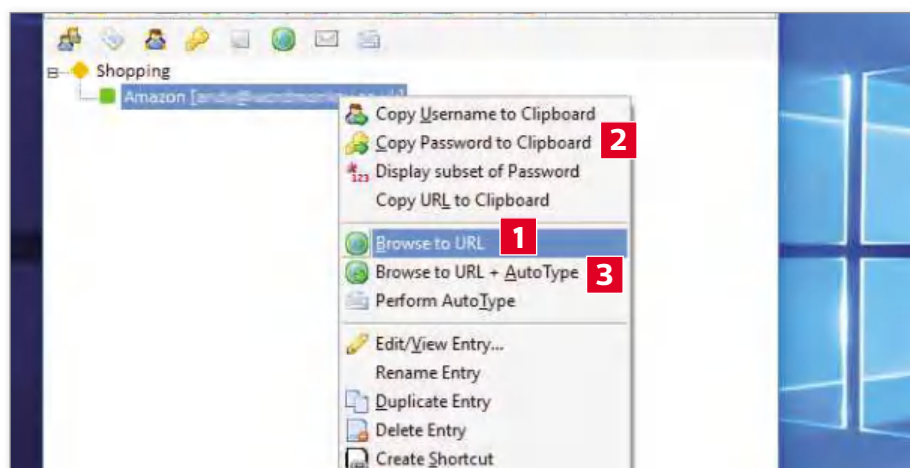 Shopping
Amazon
Copy Username to Clipboard
Copy Password to Clipboard 2
123 Display subset of Password
Copy URL to Clipboard
Browse to URL 1
Browse to URL + AutoType 3
Perform AutoType
Edit/View Entry...
Rename Entry
Duplicate Entry
Delete Entry
Create Shortcut